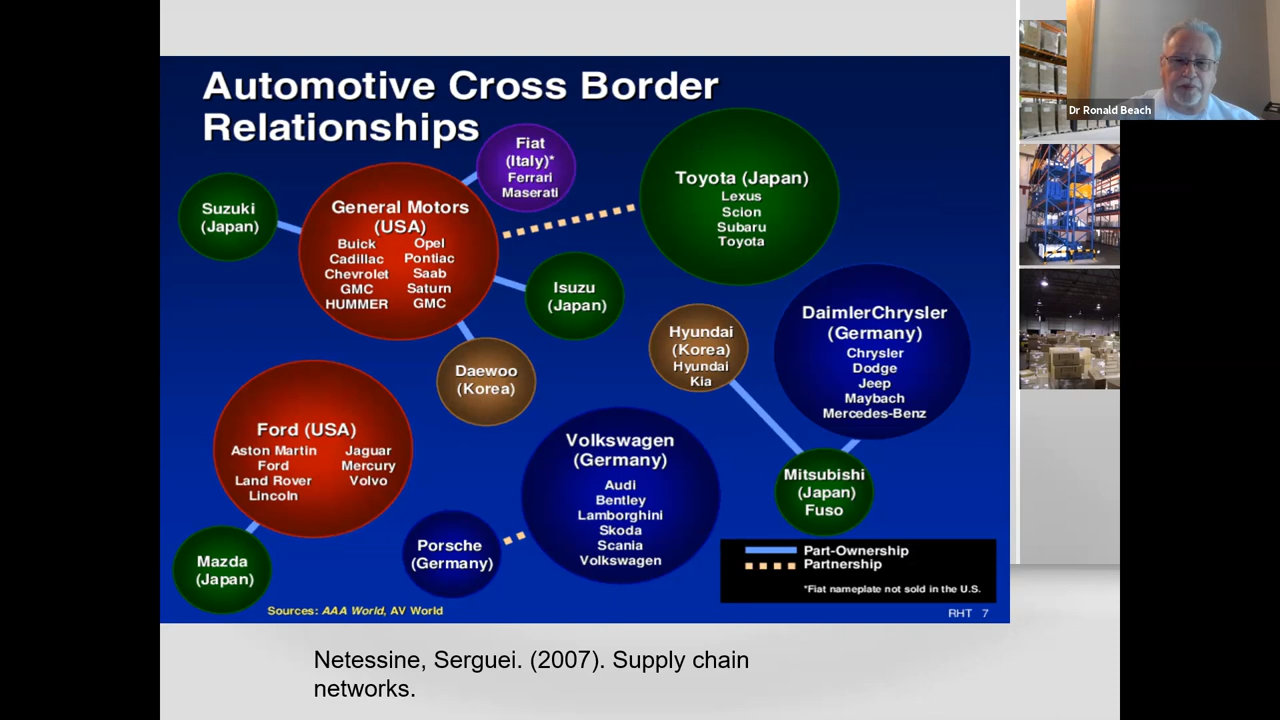 Automotive Cross Border
Relationships
Fiat
(Italy)*
Ferrari
Maserati
Suzuki
(Japan)
General Motors
(USA)
Buick
Cadillac
Chevrolet
GMC
HUMMER
Opel
Pontiac
Saab
Saturn
GMC
Toyota (Japan)
Lexus
Scion
Subaru
Toyota
Isuzu
(Japan)
Daewoo
(Korea)
Hyundai
(Korea)
Hyundai
Kia
DaimlerChrysler
(Germany)
Chrysler
Dodge
Jeep
Maybach
Mercedes-Benz
Ford (USA)
Aston Martin
Ford
Land Rover
Lincoln
Jaguar
Mercury
Volvo
Volkswagen
(Germany)
Audi
Bentley
Lamborghini
Skoda
Scania
Volkswagen
Mitsubishi
(Japan)
Fuso
Mazda
(Japan)
Porsche
(Germany)
Part-Ownership
Partnership
*Fiat nameplate not sold in the U.S.
Sources: AAA World, AV World
RHT 7
Netessine, Serguei. (2007). Supply chain
networks.
Dr Ronald Beach